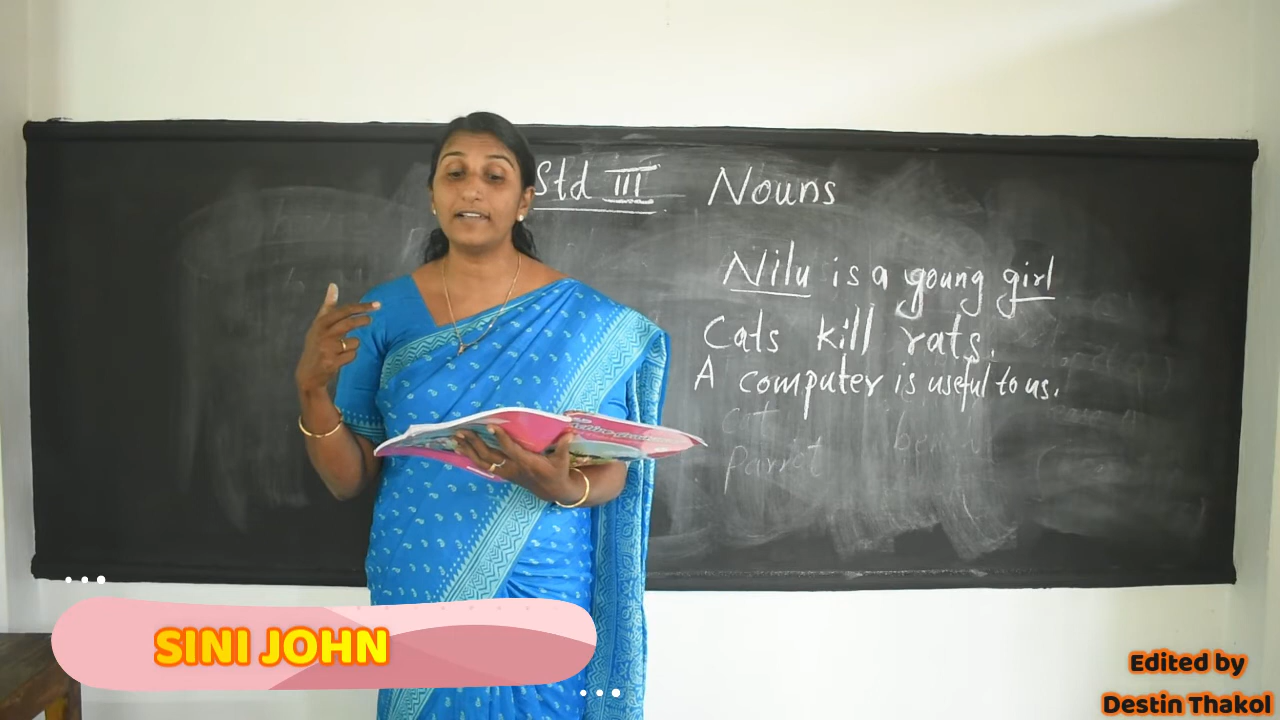 Std III Nouns
Nilu is a young girl
Cats kill rats.
A computer is useful to us.
Parrot
SINI JOHN
Edited by
Destin Thakol